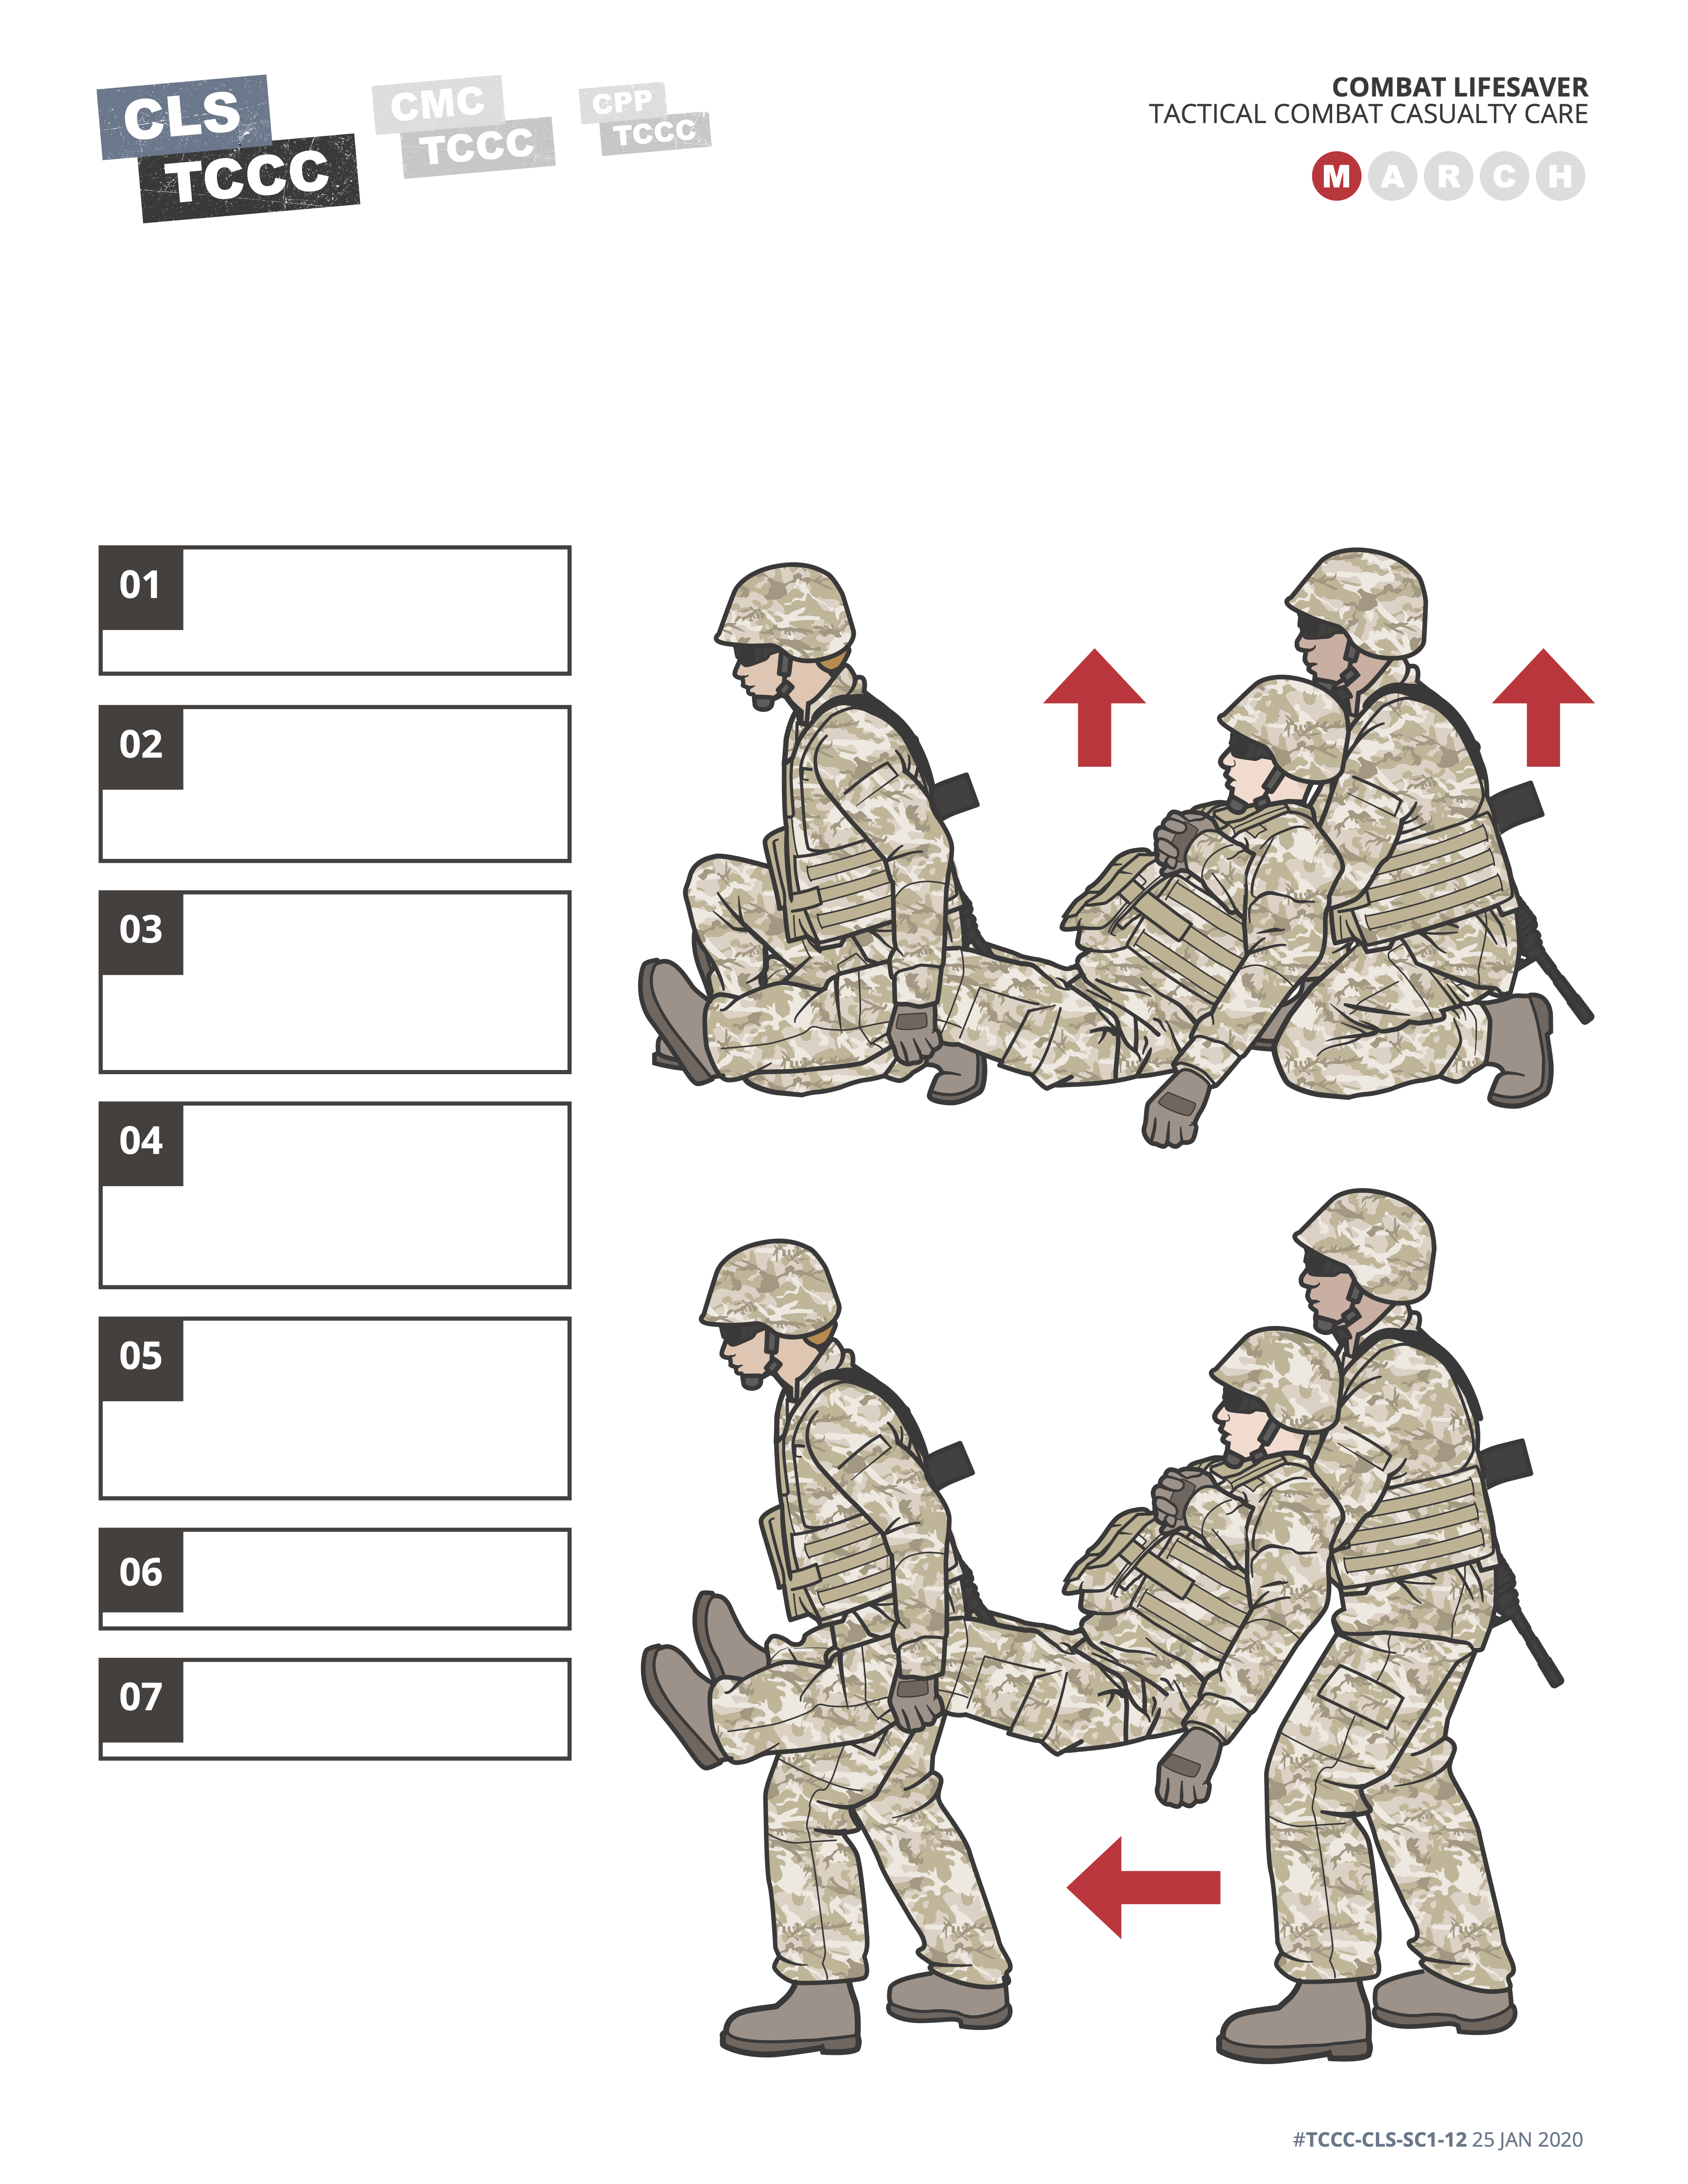 CLS
TCCC
CMC
TCCC
CPP
TCCC
COMBAT LIFESAVER
TACTICAL COMBAT CASUALTY CARE
M A R C H
01
02
03
04
05
06
07
#TCCC-CLS-SC1-12 25 JAN 2020